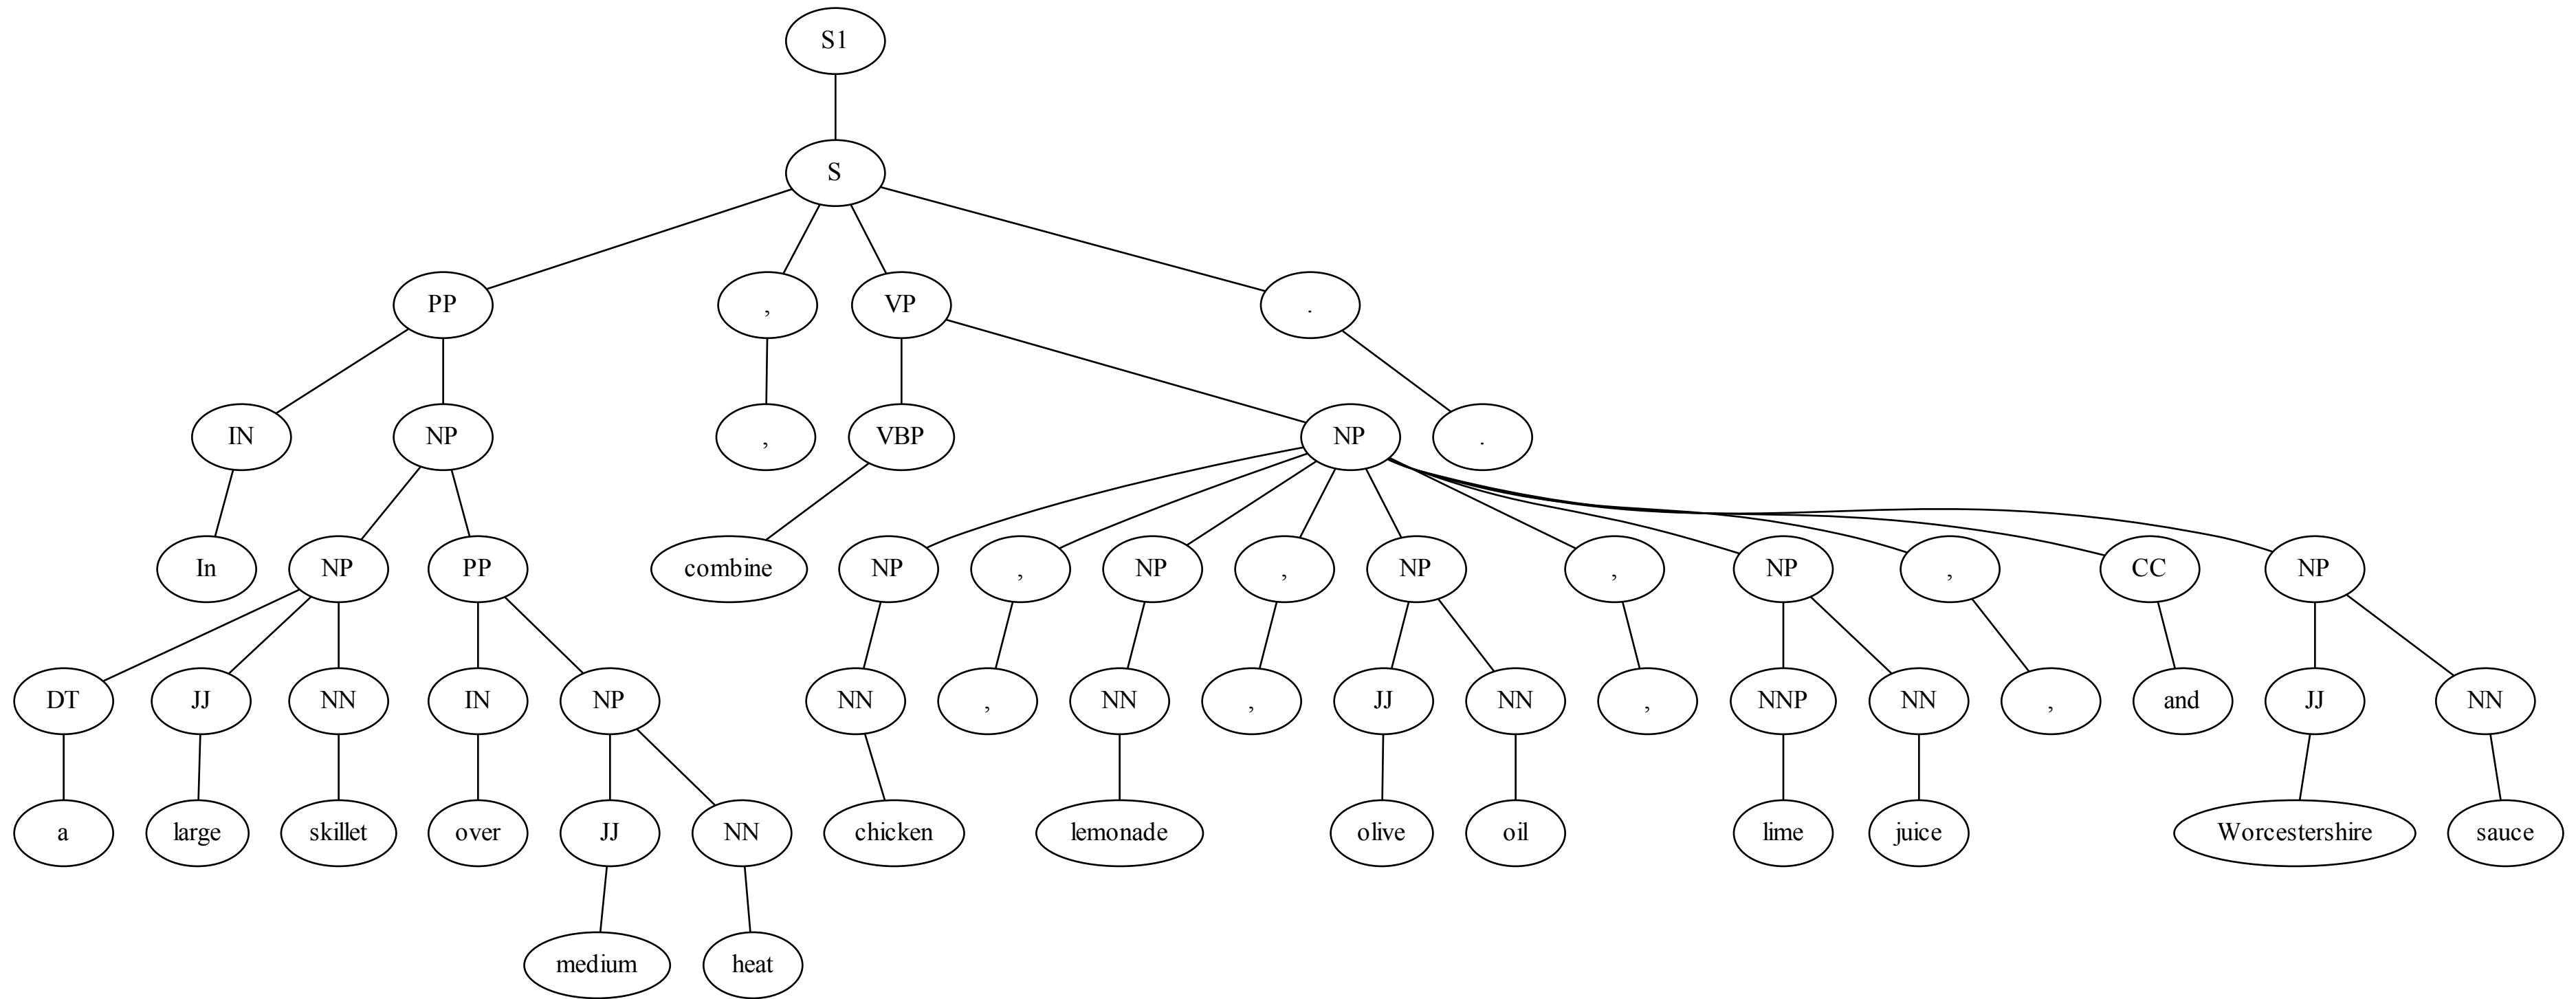 S1
S
PP , VP .
IN NP , VBP NP .
In NP PP combine NP , NP , NP , NP , CC NP
DT JJ NN IN NP NN , NN , JJ NN , NNP NN , and JJ NN
a large skillet over JJ NN chicken lemonade olive oil lime juice Worcestershire sauce
medium heat